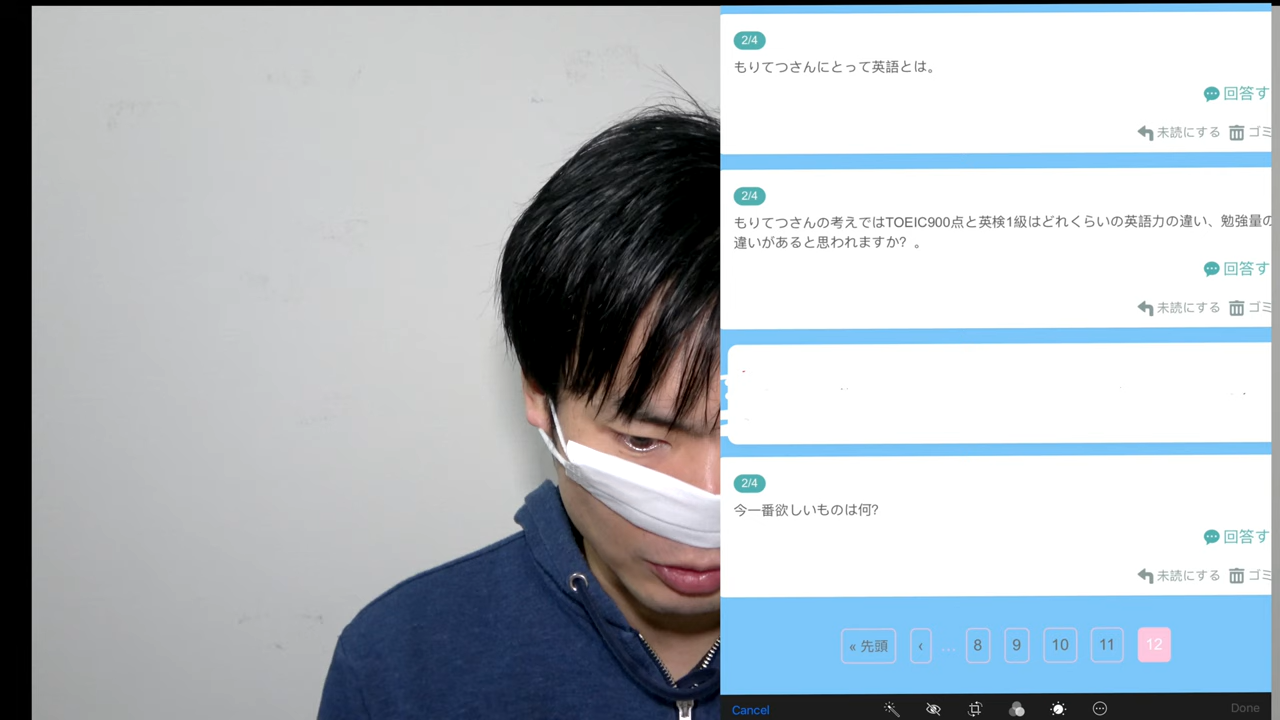 2/4
もりてつさんにとって英語とは。
回答す
未読にする ゴミ
2/4
もりてつさんの考えではTOEIC900点と英検1級はどれくらいの英語力の違い、勉強量の
違いがあると思われますか？。
回答す
未読にする ゴミ
2/4
今一番欲しいものは何?
回答す
未読にする ゴミ
« 先頭 ‹ ... 8 9 10 11 12
Cancel Done